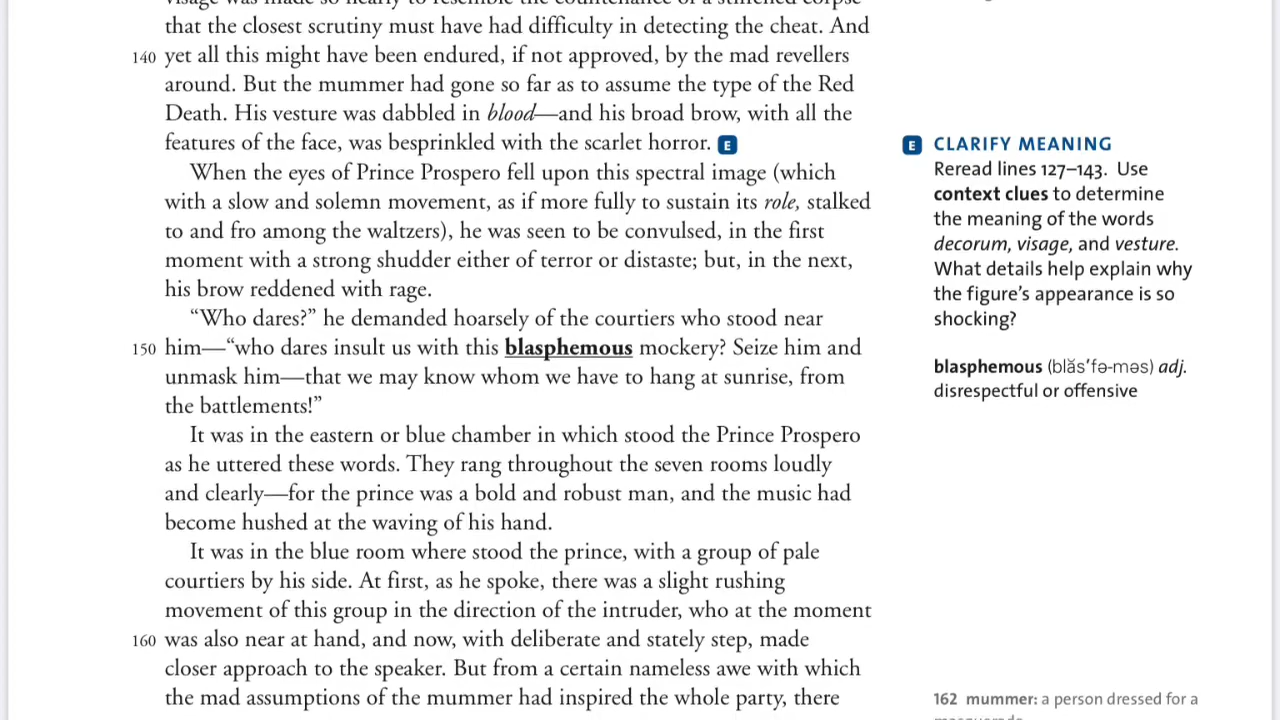 visage was made so nearly to resemble the countenance of a stiffened corpse
that the closest scrutiny must have had difficulty in detecting the cheat. And
140 yet all this might have been endured, if not approved, by the mad revellers
around. But the mummer had gone so far as to assume the type of the Red
Death. His vesture was dabbled in blood—and his broad brow, with all the
features of the face, was besprinkled with the scarlet horror. E
When the eyes of Prince Prospero fell upon this spectral image (which
with a slow and solemn movement, as if more fully to sustain its role, stalked
to and fro among the waltzers), he was seen to be convulsed, in the first
moment with a strong shudder either of terror or distaste; but, in the next,
his brow reddened with rage.
“Who dares?” he demanded hoarsely of the courtiers who stood near
150 him—“who dares insult us with this blasphemous mockery? Seize him and
unmask him—that we may know whom we have to hang at sunrise, from
the battlements!”
It was in the eastern or blue chamber in which stood the Prince Prospero
as he uttered these words. They rang throughout the seven rooms loudly
and clearly—for the prince was a bold and robust man, and the music had
become hushed at the waving of his hand.
It was in the blue room where stood the prince, with a group of pale
courtiers by his side. At first, as he spoke, there was a slight rushing
movement of this group in the direction of the intruder, who at the moment
160 was also near at hand, and now, with deliberate and stately step, made
closer approach to the speaker. But from a certain nameless awe with which
the mad assumptions of the mummer had inspired the whole party, there
E CLARIFY MEANING
Reread lines 127–143. Use
context clues to determine
the meaning of the words
decorum, visage, and vesture.
What details help explain why
the figure’s appearance is so
shocking?
blasphemous (blăs′fə-məs) adj.
disrespectful or offensive
162 mummer: a person dressed for a
masquerade